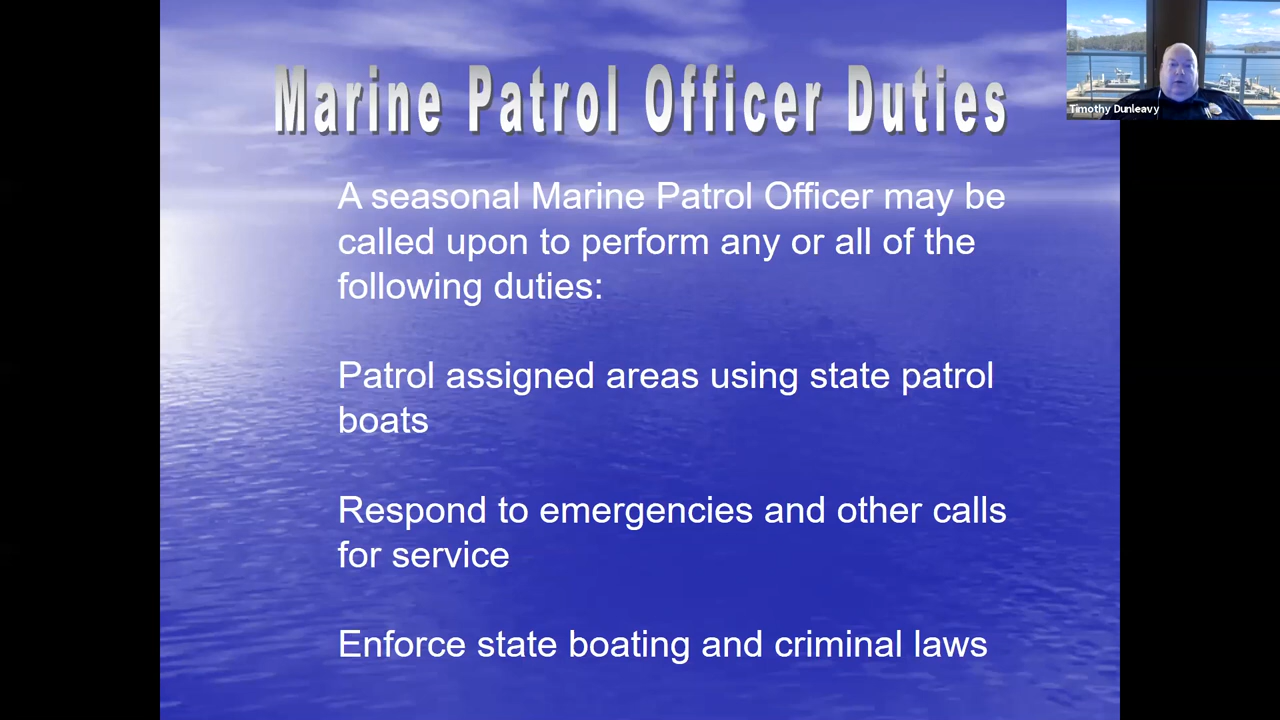 Marine Patrol Officer Duties
Timothy Dunleavy
A seasonal Marine Patrol Officer may be
called upon to perform any or all of the
following duties:
Patrol assigned areas using state patrol
boats
Respond to emergencies and other calls
for service
Enforce state boating and criminal laws